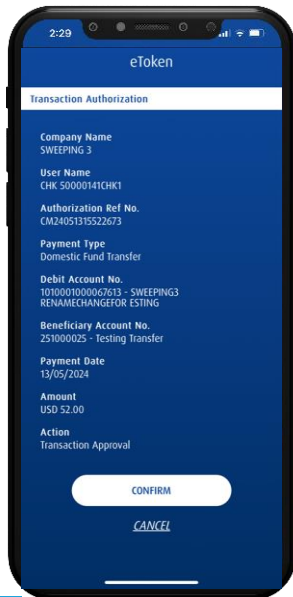 2:29
eToken
Transaction Authorization
Company Name
SWEEPING 3
User Name
CHK 50000141CHK1
Authorization Ref No.
CM24051315522673
Payment Type
Domestic Fund Transfer
Debit Account No.
1010001000067613 - SWEEPING3
RENAMECHANGEFOR ESTING
Beneficiary Account No.
251000025 - Testing Transfer
Payment Date
13/05/2024
Amount
USD 52.00
Action
Transaction Approval
CONFIRM
CANCEL